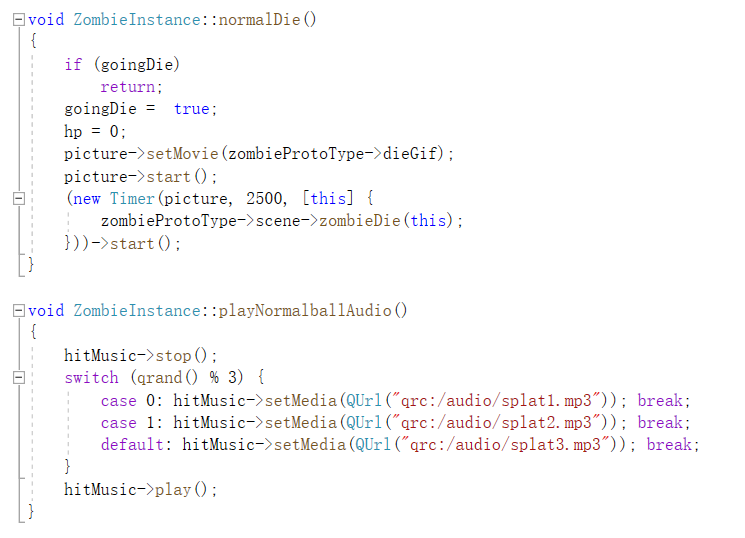 void ZombieInstance::normalDie()
{
    if (goingDie)
        return;
    goingDie =  true;
    hp = 0;
    picture->setMovie(zombieProtoType->dieGif);
    picture->start();
    (new Timer(picture, 2500, [this] {
        zombieProtoType->scene->zombieDie(this);
    }))->start();
}

void ZombieInstance::playNormalballAudio()
{
    hitMusic->stop();
    switch (qrand() % 3) {
        case 0: hitMusic->setMedia(QUrl("qrc:/audio/splat1.mp3")); break;
        case 1: hitMusic->setMedia(QUrl("qrc:/audio/splat2.mp3")); break;
        default: hitMusic->setMedia(QUrl("qrc:/audio/splat3.mp3")); break;
    }
    hitMusic->play();
}